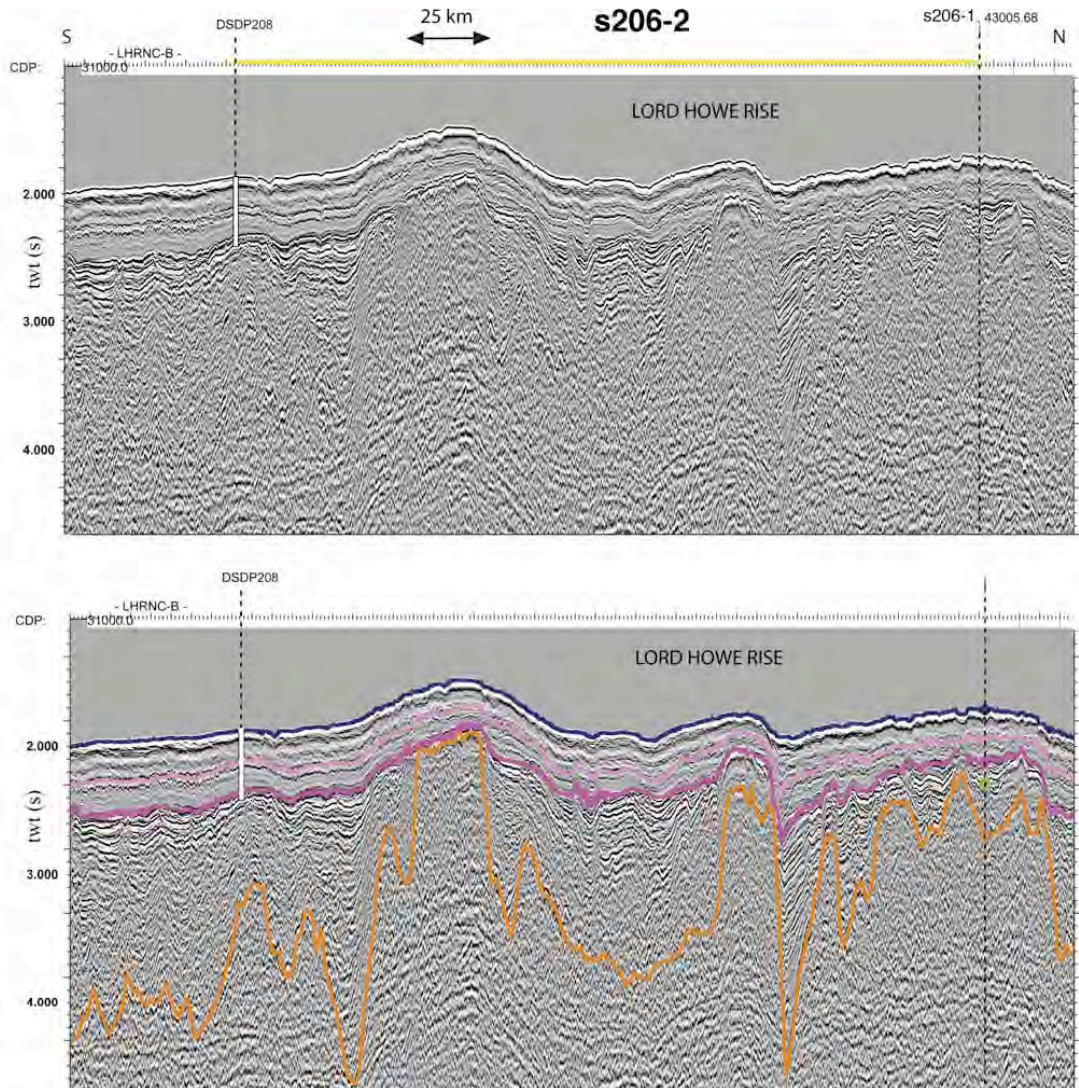 s206-2
25 km
DSDP208
s206-1 43005.68
S
N
- LHRNC-B -
CDP: 31000.0
LORD HOWE RISE
2.000
twt (s)
3.000
4.000
DSDP208
- LHRNC-B -
CDP: 31000.0
LORD HOWE RISE
2.000
twt (s)
3.000
4.000